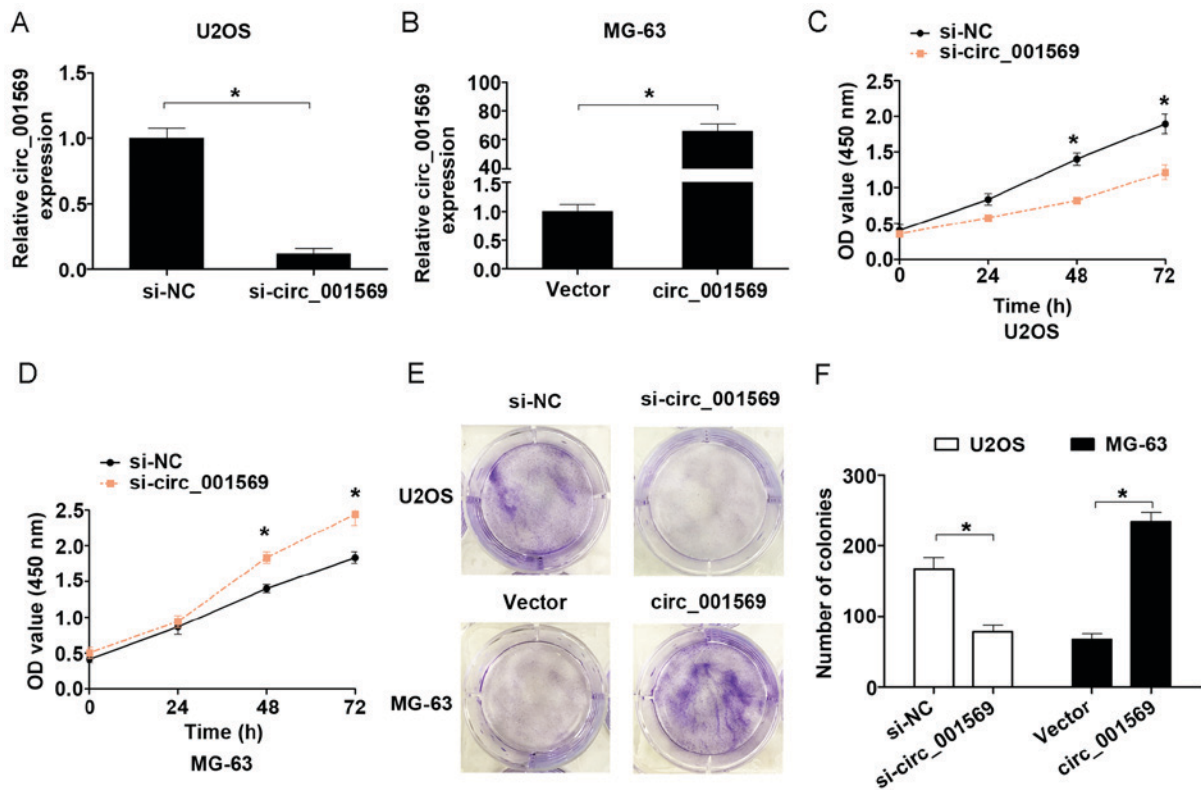 A
U2OS
Relative circ_001569
expression
1.5
1.0
0.5
0.0
*
si-NC
si-circ_001569
B
MG-63
Relative circ_001569
expression
100
80
60
40
1.5
1.0
0.5
0.0
*
Vector
circ_001569
C
si-NC
si-circ_001569
OD value (450 nm)
2.5
2.0
1.5
1.0
0.5
0.0
*
*
0
24
48
72
Time (h)
U2OS
D
si-NC
si-circ_001569
OD value (450 nm)
2.5
2.0
1.5
1.0
0.5
0.0
*
*
0
24
48
72
Time (h)
MG-63
E
si-NC
si-circ_001569
U2OS
Vector
circ_001569
MG-63
F
U2OS
MG-63
Number of colonies
300
200
100
0
*
*
si-NC
si-circ_001569
Vector
circ_001569